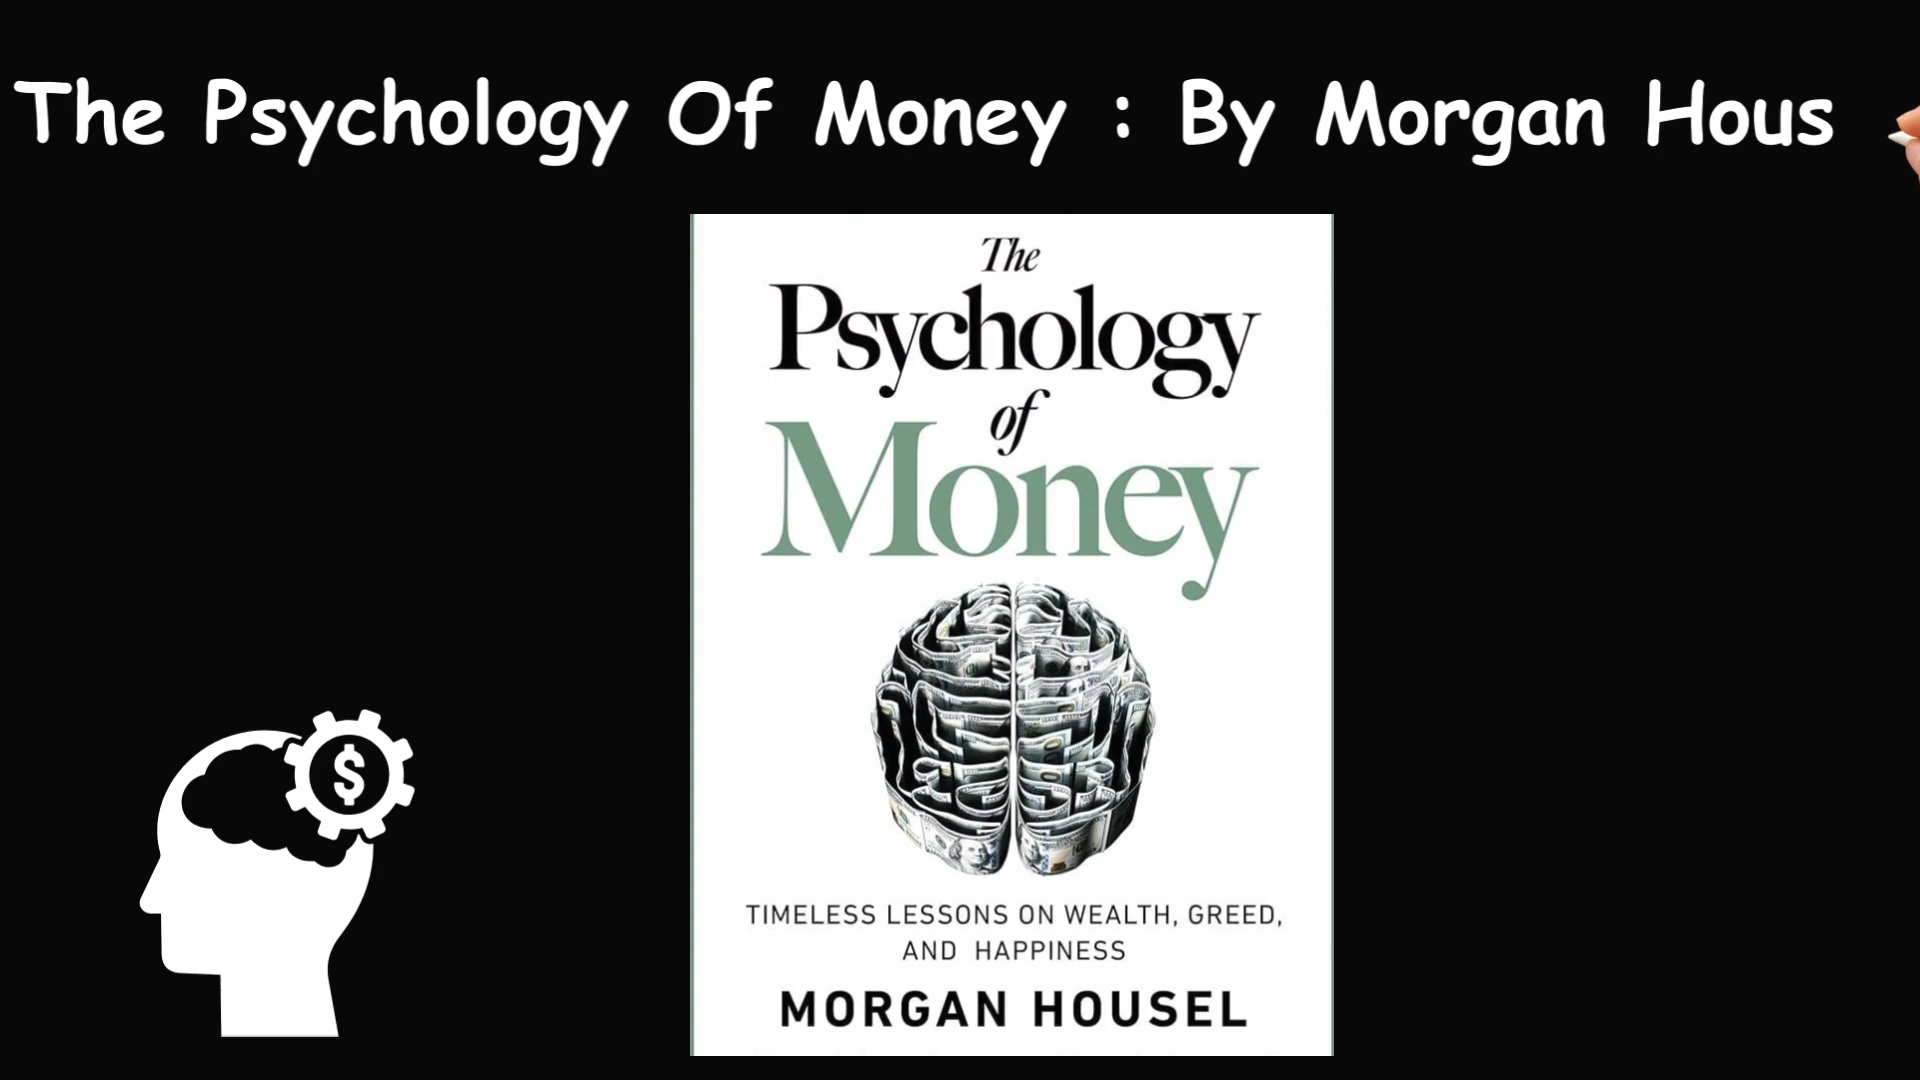 The Psychology Of Money : By Morgan Hous
The
Psychology
of
Money
TIMELESS LESSONS ON WEALTH, GREED,
AND HAPPINESS
MORGAN HOUSEL
$